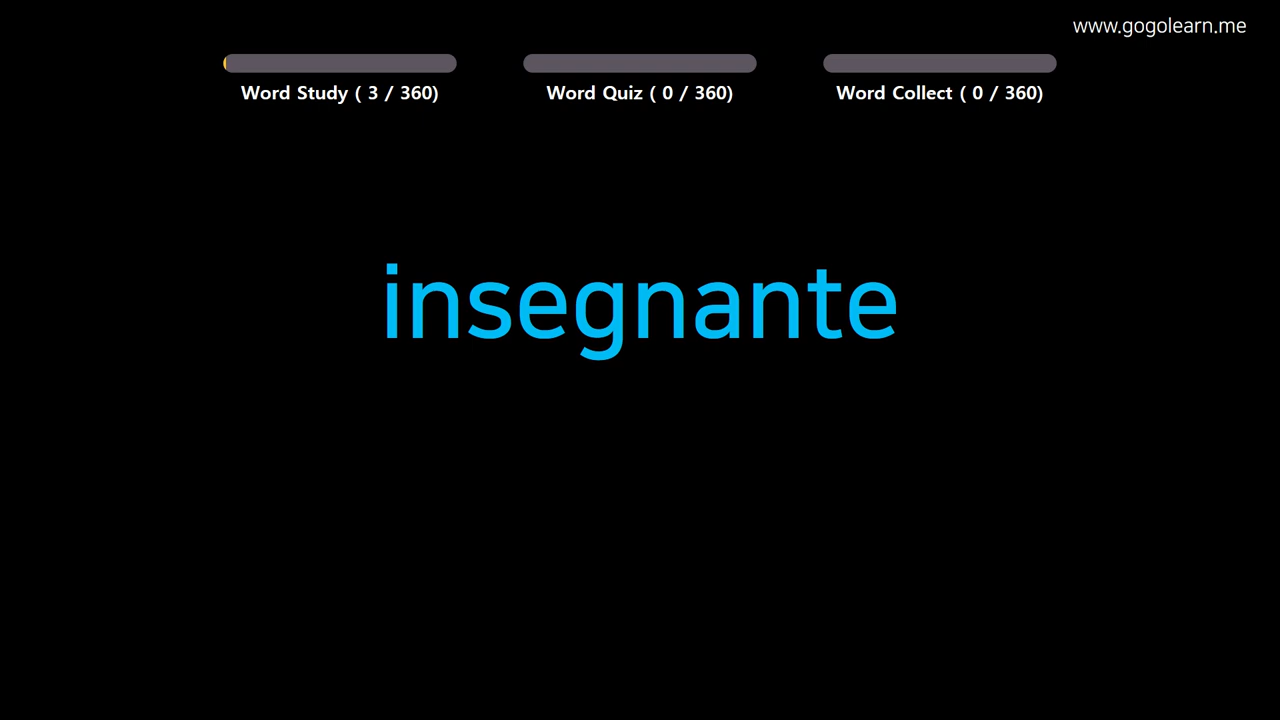 www.gogolearn.me
Word Study ( 3 / 360)
Word Quiz ( 0 / 360)
Word Collect ( 0 / 360)
insegnante